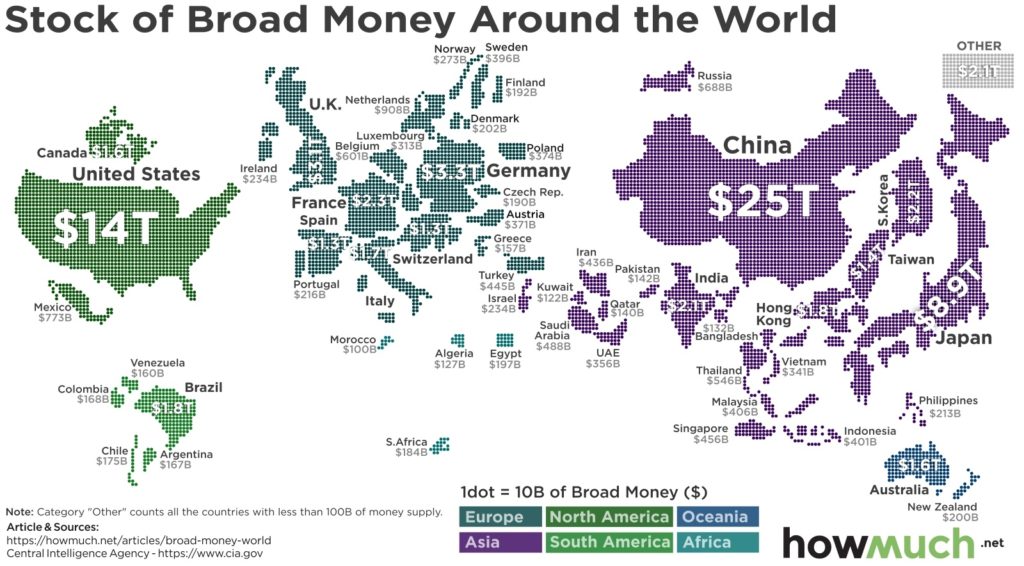 Stock of Broad Money Around the World
OTHER
$2.1T
Norway
$273B
Sweden
$396B
Finland
$192B
Russia
$688B
U.K.
Netherlands
$908B
Denmark
$202B
Luxembourg
$313B
Belgium
$601B
Poland
$374B
Ireland
$234B
Germany
$3.3T
Canada
$1.6T
United States
$14T
Mexico
$773B
France
$2.3T
Czech Rep.
$190B
Spain
$1.3T
Austria
$371B
Switzerland
$1.3T
Greece
$157B
Portugal
$216B
Italy
$1.7T
Turkey
$445B
Israel
$234B
China
$25T
S.Korea
$2.2T
Taiwan
$1.4T
Iran
$436B
Pakistan
$142B
India
$2.1T
Kuwait
$122B
Qatar
$140B
Saudi
Arabia
$488B
UAE
$356B
$132B
Bangladesh
Hong
Kong
$1.8T
Japan
$8.9T
Morocco
$100B
Algeria
$127B
Egypt
$197B
Thailand
$546B
Vietnam
$341B
Malaysia
$406B
Philippines
$213B
Singapore
$456B
Indonesia
$401B
Venezuela
$160B
Colombia
$168B
Brazil
$1.8T
Chile
$175B
Argentina
$167B
S.Africa
$184B
Australia
$1.6T
New Zealand
$200B
1dot = 10B of Broad Money ($)
Europe North America Oceania
Asia South America Africa
Note: Category "Other" counts all the countries with less than 100B of money supply.
Article & Sources:
https://howmuch.net/articles/broad-money-world
Central Intelligence Agency - https://www.cia.gov
howmuch.net